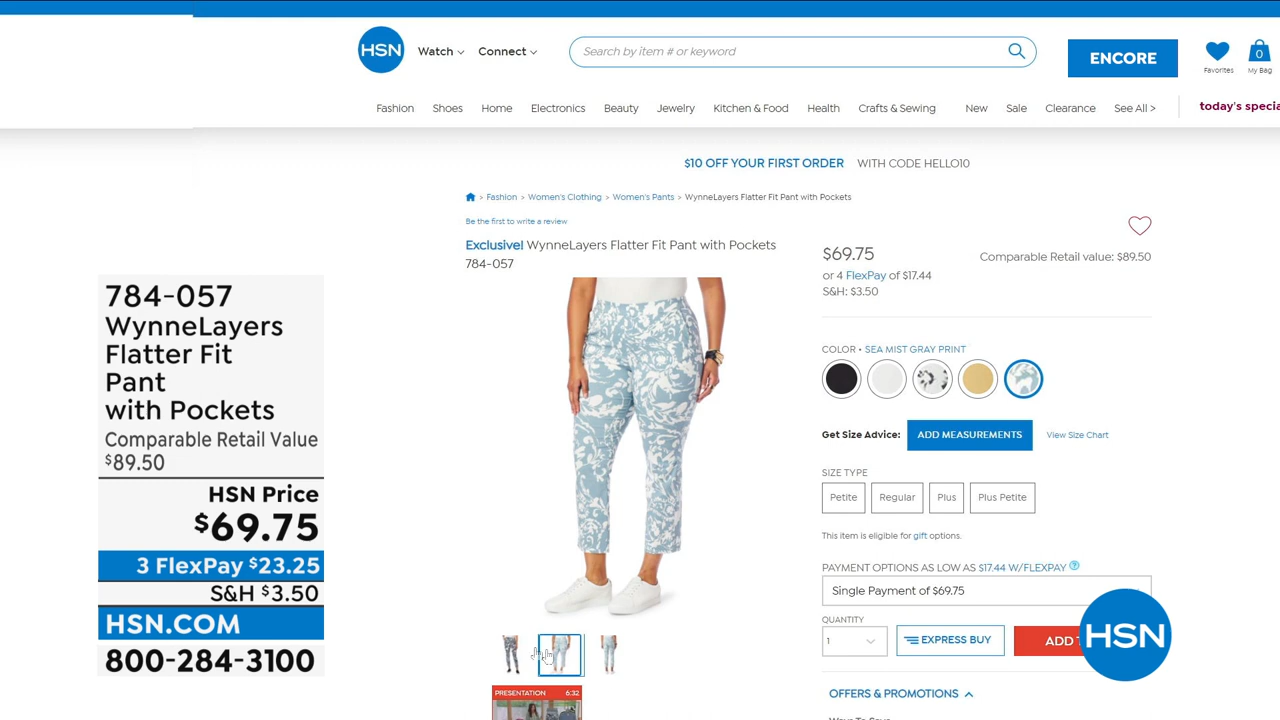 HSN
Watch
Connect
Search by item # or keyword
ENCORE
Favorites
0
My Bag
Fashion
Shoes
Home
Electronics
Beauty
Jewelry
Kitchen & Food
Health
Crafts & Sewing
New
Sale
Clearance
See All >
today's specia
$10 OFF YOUR FIRST ORDER WITH CODE HELLO10
> Fashion > Women's Clothing > Women's Pants > WynneLayers Flatter Fit Pant with Pockets
Be the first to write a review
Exclusive! WynneLayers Flatter Fit Pant with Pockets
784-057
$69.75
Comparable Retail value: $89.50
or 4 FlexPay of $17.44
S&H: $3.50
COLOR • SEA MIST GRAY PRINT
Get Size Advice:
ADD MEASUREMENTS
View Size Chart
SIZE TYPE
Petite
Regular
Plus
Plus Petite
This item is eligible for gift options.
PAYMENT OPTIONS AS LOW AS $17.44 W/FLEXPAY ?
Single Payment of $69.75
QUANTITY
1
EXPRESS BUY
ADD T
HSN
OFFERS & PROMOTIONS
PRESENTATION 6:32
784-057
WynneLayers
Flatter Fit
Pant
with Pockets
Comparable Retail Value
$89.50
HSN Price
$69.75
3 FlexPay $23.25
S&H $3.50
HSN.COM
800-284-3100